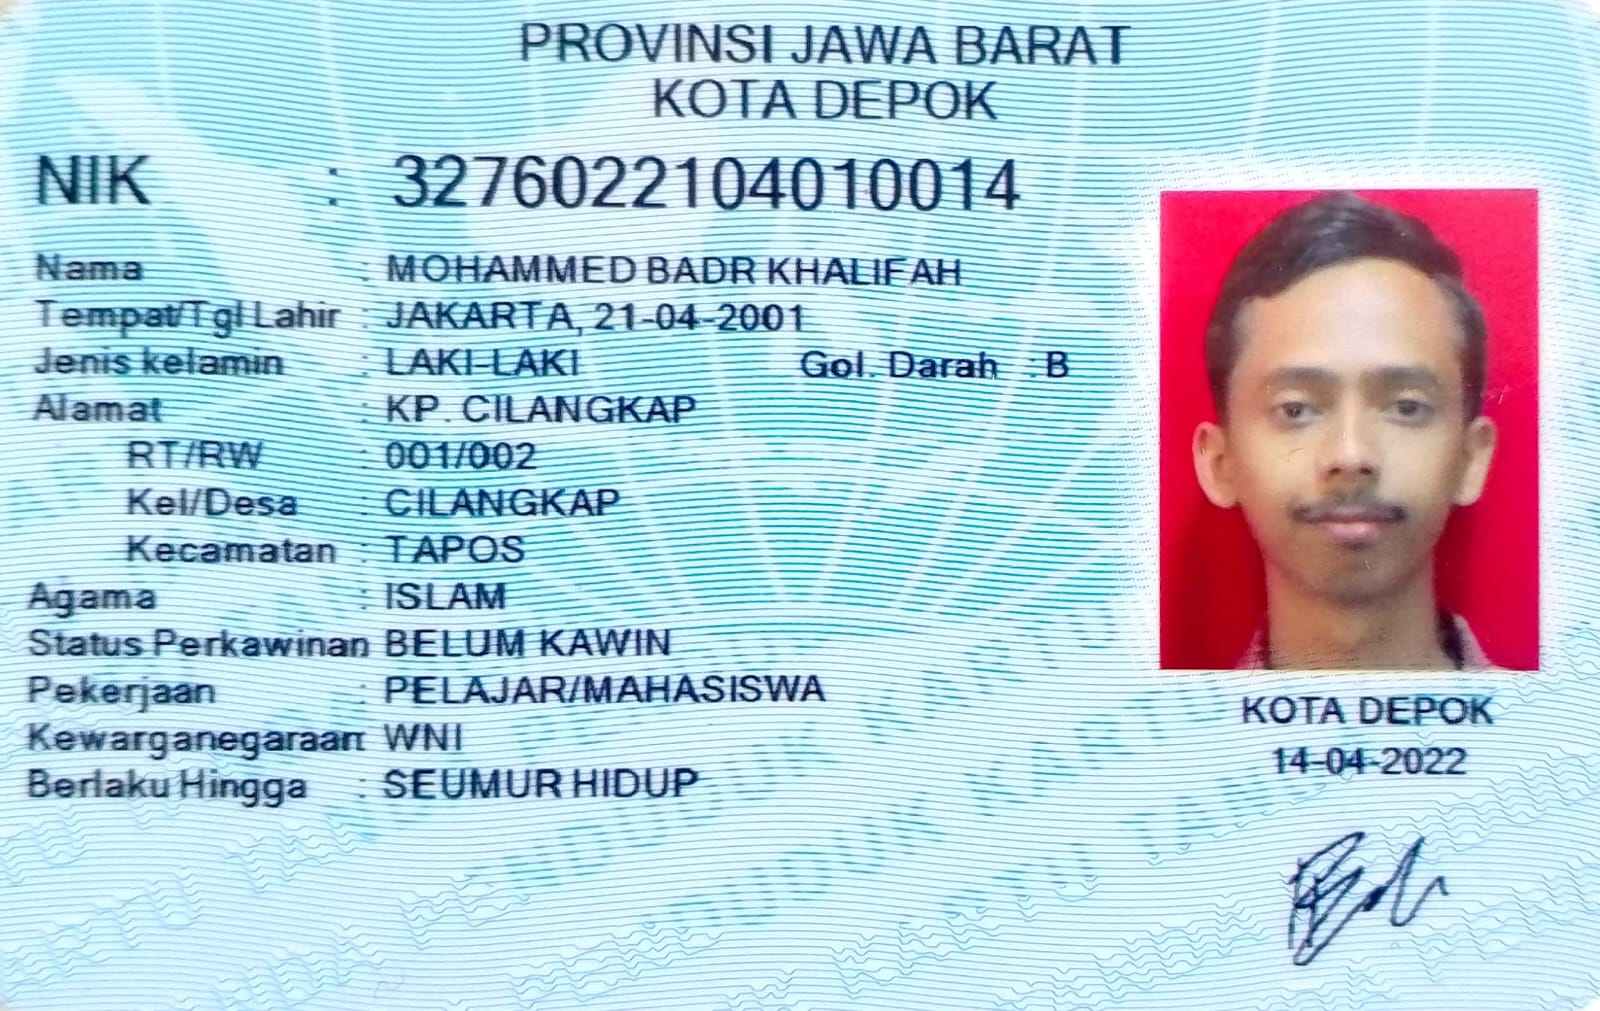 PROVINSI JAWA BARAT
KOTA DEPOK
NIK : 3276022104010014
Nama : MOHAMMED BADR KHALIFAH
Tempat/Tgl Lahir : JAKARTA, 21-04-2001
Jenis kelamin : LAKI-LAKI Gol. Darah : B
Alamat : KP. CILANGKAP
RT/RW : 001/002
Kel/Desa : CILANGKAP
Kecamatan : TAPOS
Agama : ISLAM
Status Perkawinan BELUM KAWIN
Pekerjaan : PELAJAR/MAHASISWA
Kewarganegaraan: WNI
Berlaku Hingga : SEUMUR HIDUP
KOTA DEPOK
14-04-2022